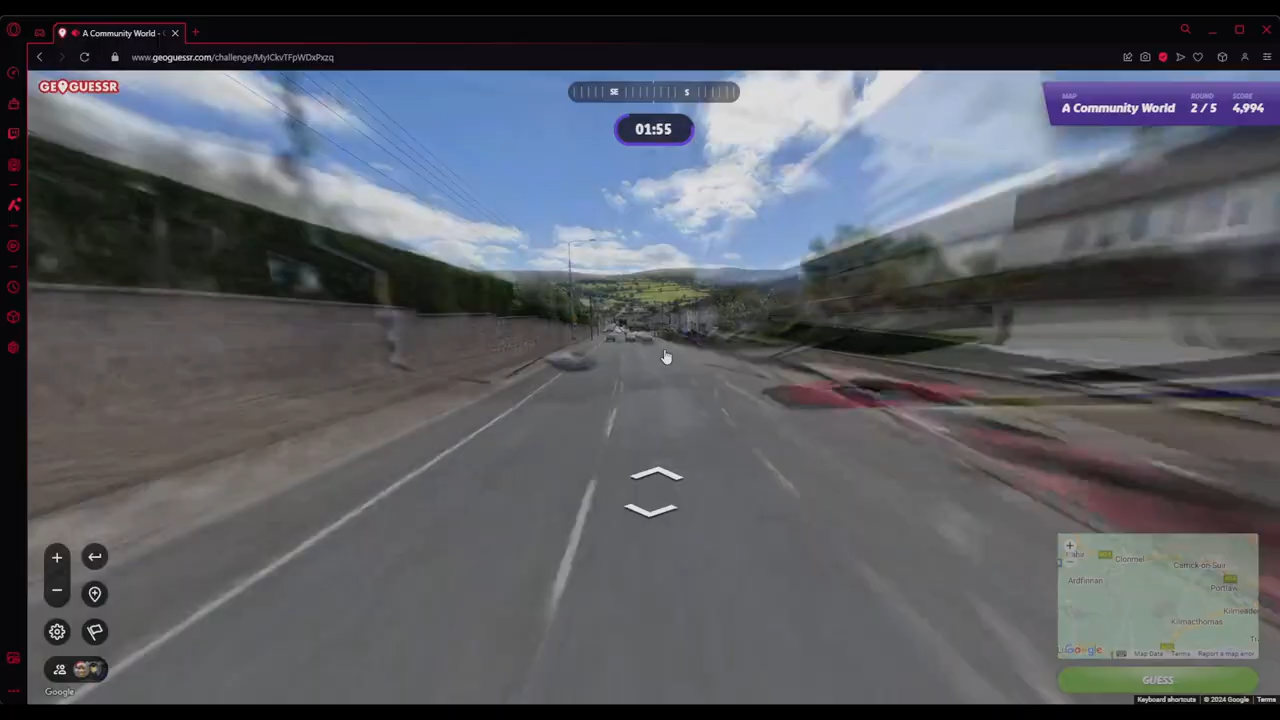 A Community World -
www.geoguessr.com/challenge/MyICkvTFpWDxPxzq
GEOGUESSR
SE
S
01:55
MAP
A Community World
ROUND
2 / 5
SCORE
4,994
Clonmel
Carrick-on-Suir
Ardfinnan
Portlaw
Kilmeaden
Kilmacthomas
Google
Map Data
Terms
Report a map error
GUESS
Google
Keyboard shortcuts
© 2024 Google
Terms